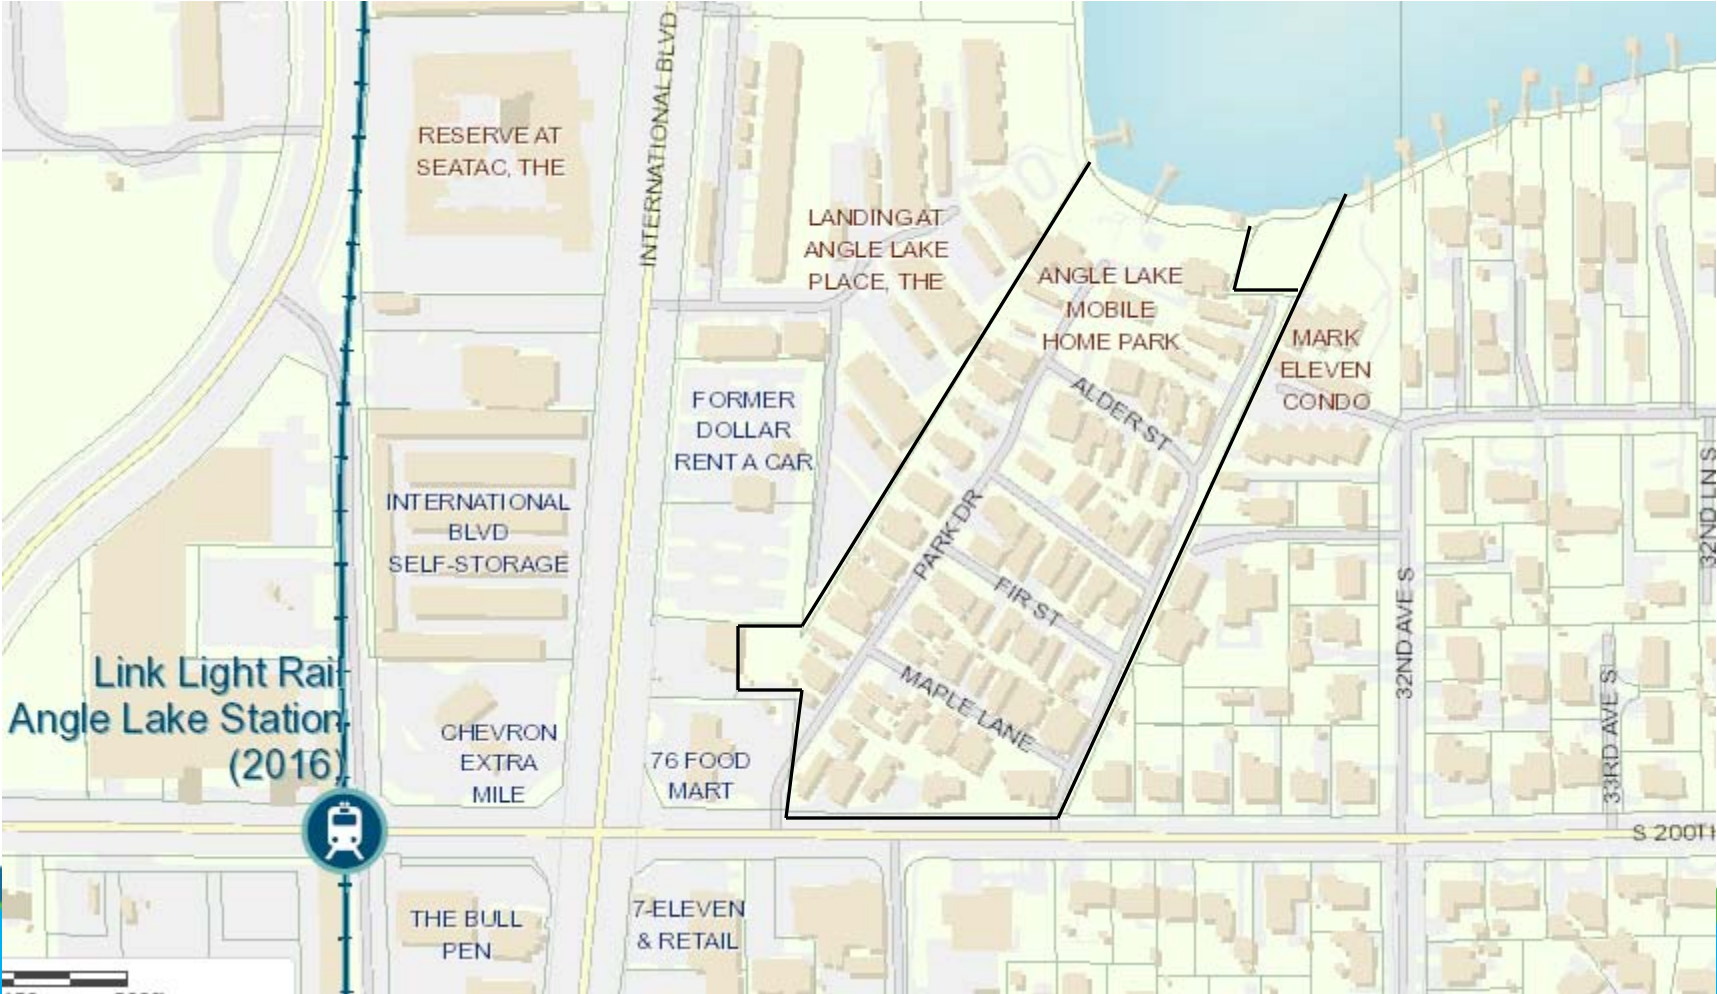 INTERNATIONAL BLVD
RESERVE AT
SEATAC, THE
LANDING AT
ANGLE LAKE
PLACE, THE
ANGLE LAKE
MOBILE
HOME PARK
MARK
ELEVEN
CONDO
ALDER ST
FORMER
DOLLAR
RENT A CAR
INTERNATIONAL
BLVD
SELF-STORAGE
PARK DR
FIR ST
MAPLE LANE
32ND AVE S
32ND LN S
33RD AVE S
Link Light Rail
Angle Lake Station
(2016)
CHEVRON
EXTRA
MILE
76 FOOD
MART
S 200TH
THE BULL
PEN
7-ELEVEN
& RETAIL